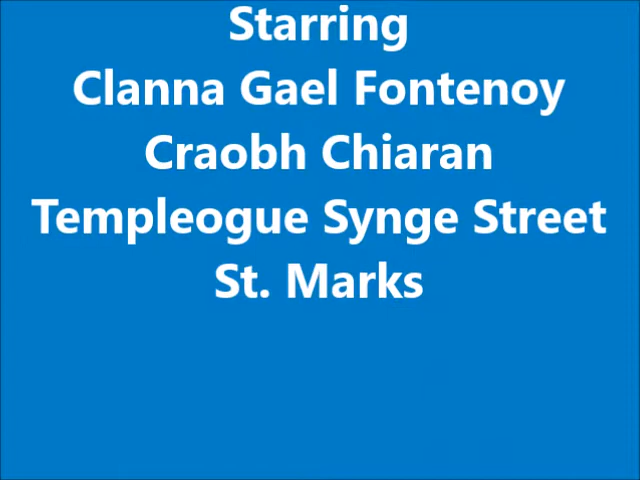 Starring
Clanna Gael Fontenoy
Craobh Chiaran
Templeogue Synge Street
St. Marks